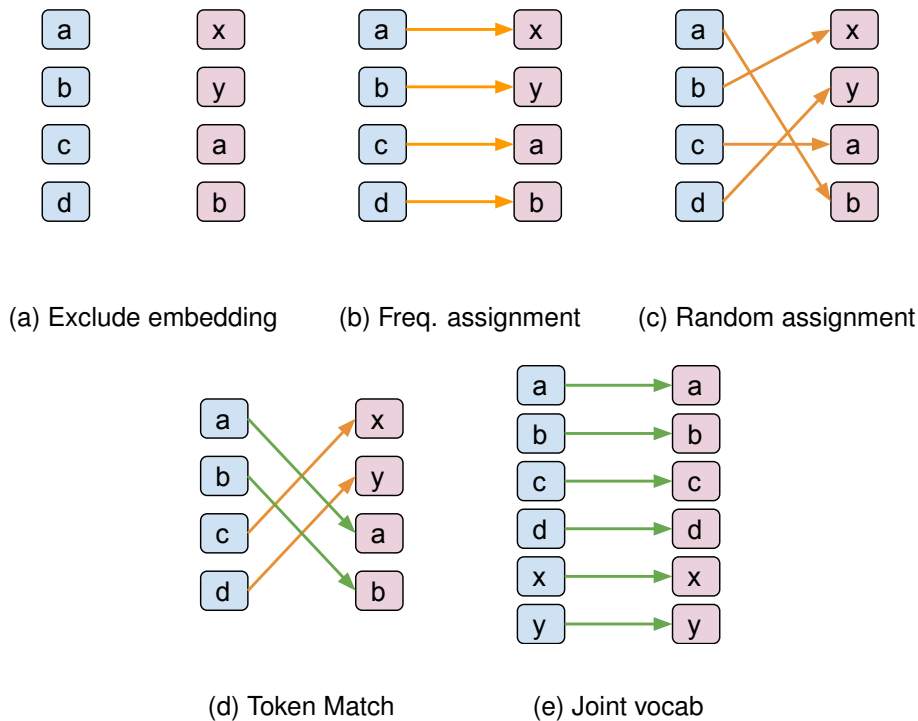 a x a x a x
b y b y b y
c a c a c a
d b d b d b
(a) Exclude embedding (b) Freq. assignment (c) Random assignment
a x
b y
c a
d b
a a
b b
c c
d d
x x
y y
(d) Token Match (e) Joint vocab